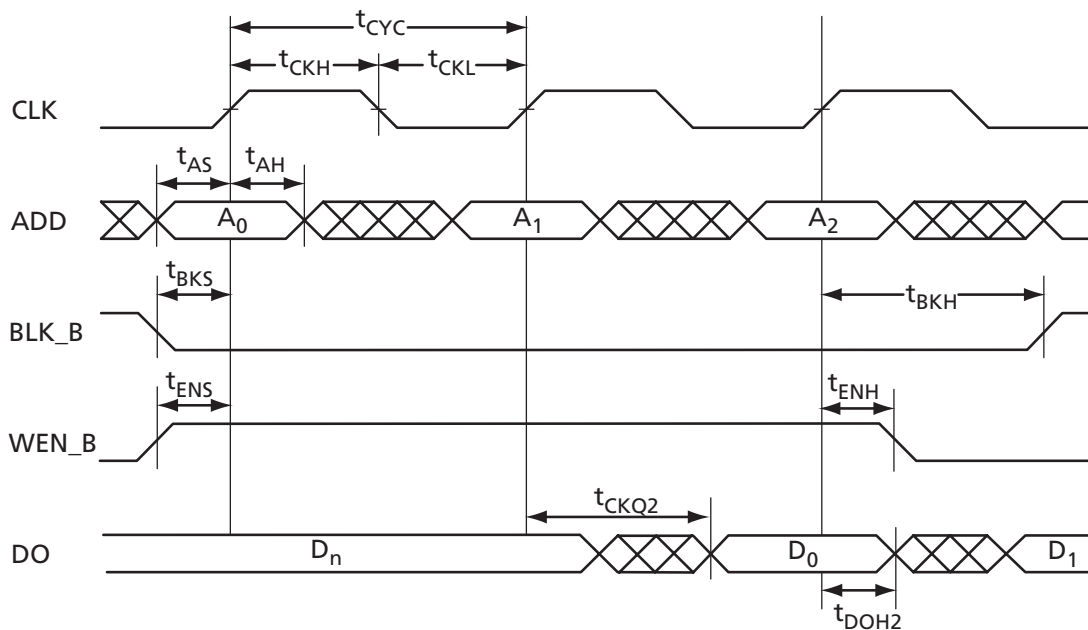 tCYC
tCKH tCKL
CLK
tAS tAH
ADD A0 A1 A2
tBKS tBKH
BLK_B
tENS tENH
WEN_B
tCKQ2
DO Dn D0 D1
tDOH2